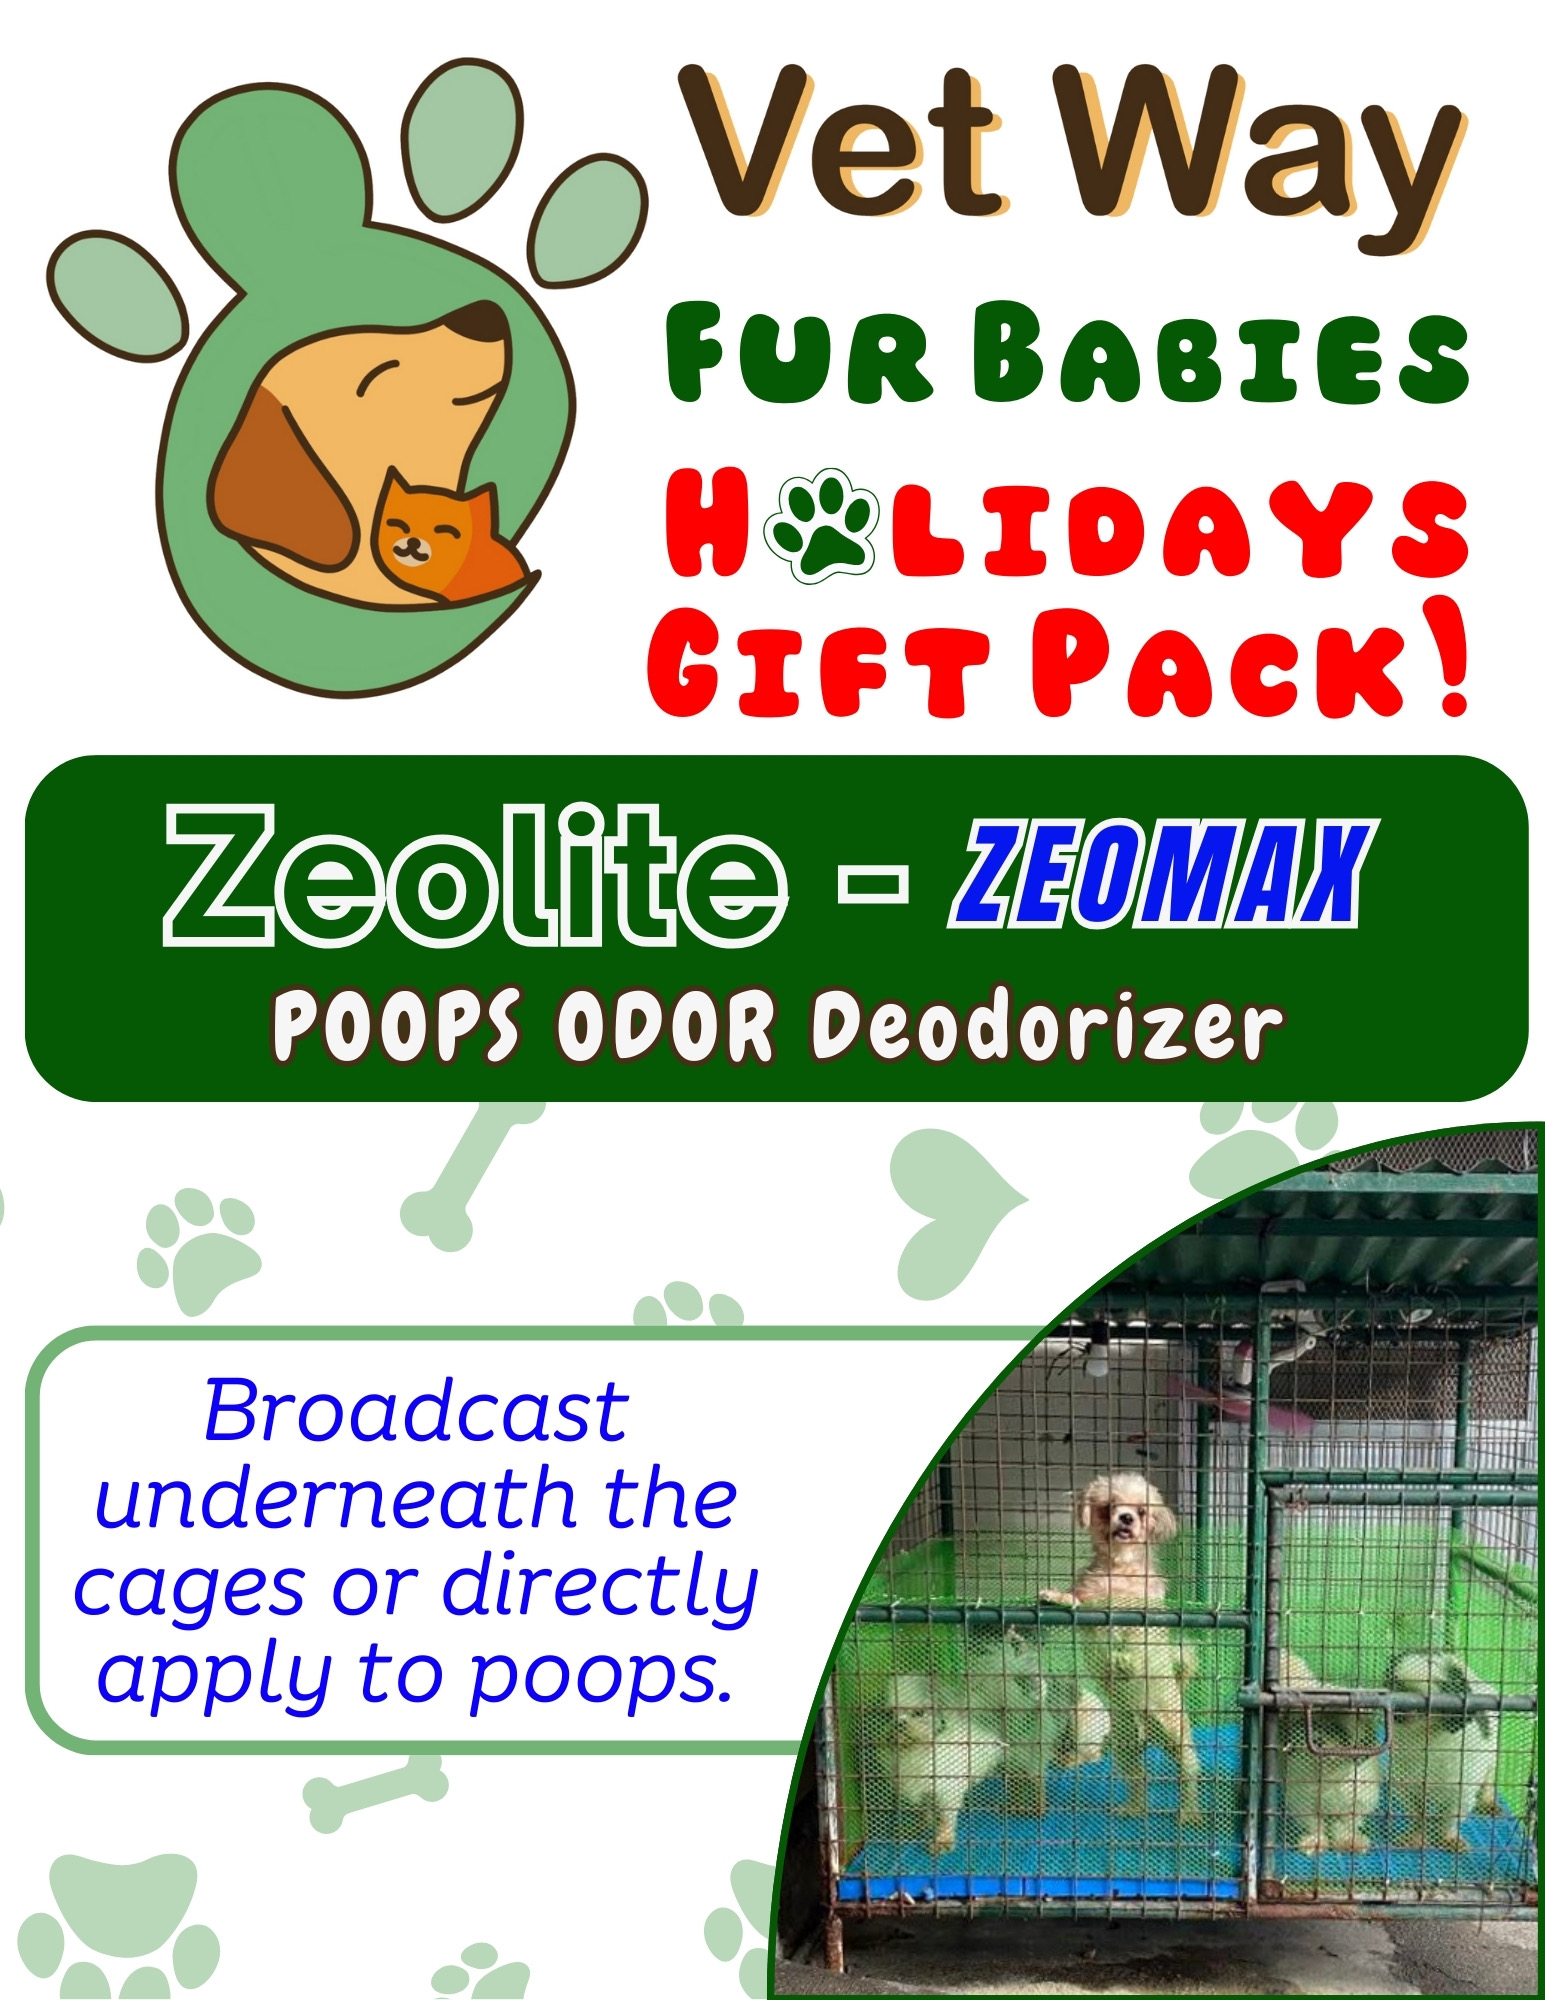 Vet Way
FUR BABIES
HOLIDAYS
GIFT PACK!
Zeolite - ZEOMAX
POOPS ODOR Deodorizer
Broadcast
underneath the
cages or directly
apply to poops.